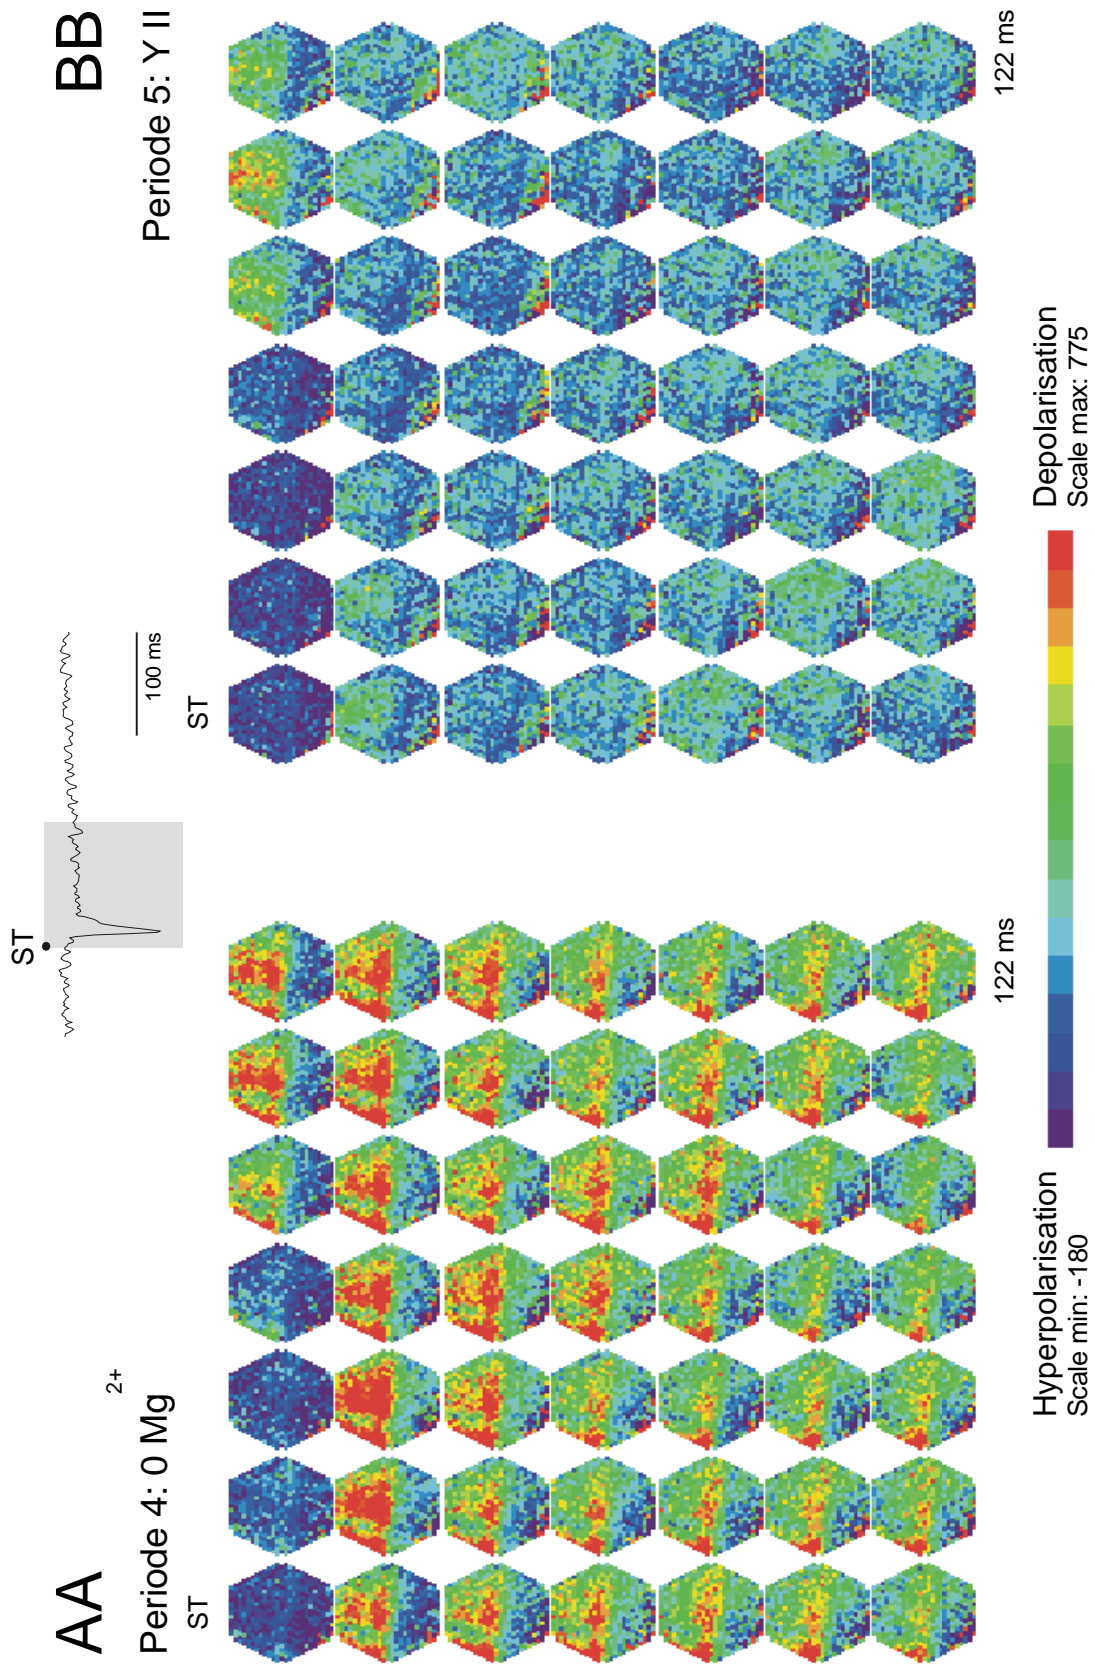 AA
Periode 4: 0 Mg 2+
ST
122 ms
ST
100 ms
BB
Periode 5: Y II
ST
122 ms
Hyperpolarisation
Scale min: -180
Depolarisation
Scale max: 775